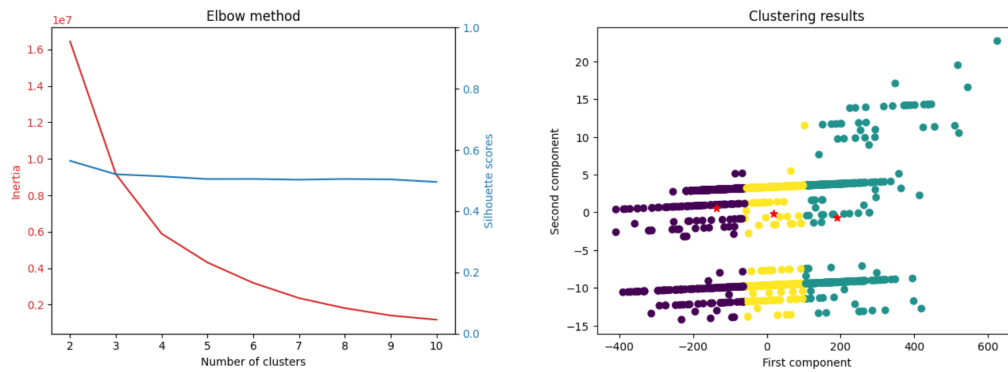 Elbow method
1e7
1.6
1.4
1.2
1.0
0.8
0.6
0.4
0.2
Inertia
2 3 4 5 6 7 8 9 10
Number of clusters
1.0
0.8
0.6
0.4
0.2
0.0
Silhouette scores
Clustering results
20
15
10
5
0
−5
−10
−15
Second component
−400 −200 0 200 400 600
First component